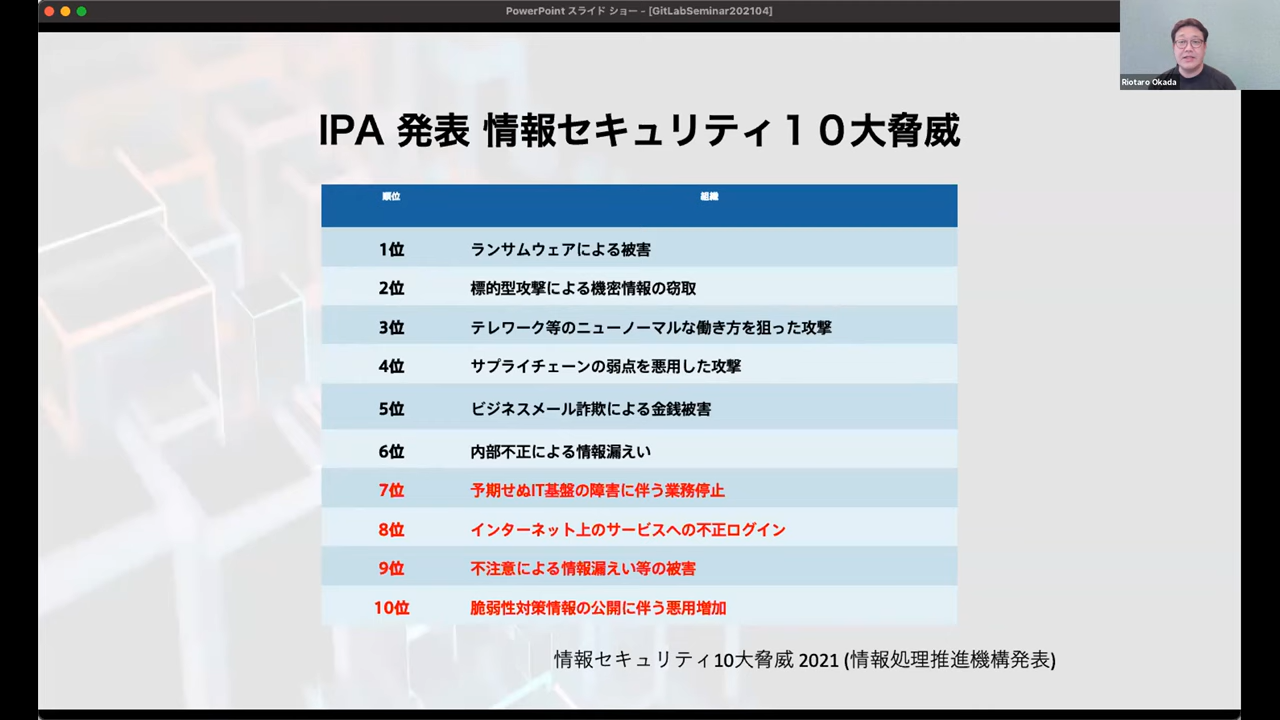 PowerPoint スライド ショー - [GitLabSeminar202104]
Riotaro Okada
IPA 発表 情報セキュリティ１０大脅威
順位 組織
1位 ランサムウェアによる被害
2位 標的型攻撃による機密情報の窃取
3位 テレワーク等のニューノーマルな働き方を狙った攻撃
4位 サプライチェーンの弱点を悪用した攻撃
5位 ビジネスメール詐欺による金銭被害
6位 内部不正による情報漏えい
7位 予期せぬIT基盤の障害に伴う業務停止
8位 インターネット上のサービスへの不正ログイン
9位 不注意による情報漏えい等の被害
10位 脆弱性対策情報の公開に伴う悪用増加
情報セキュリティ10大脅威 2021 (情報処理推進機構発表)